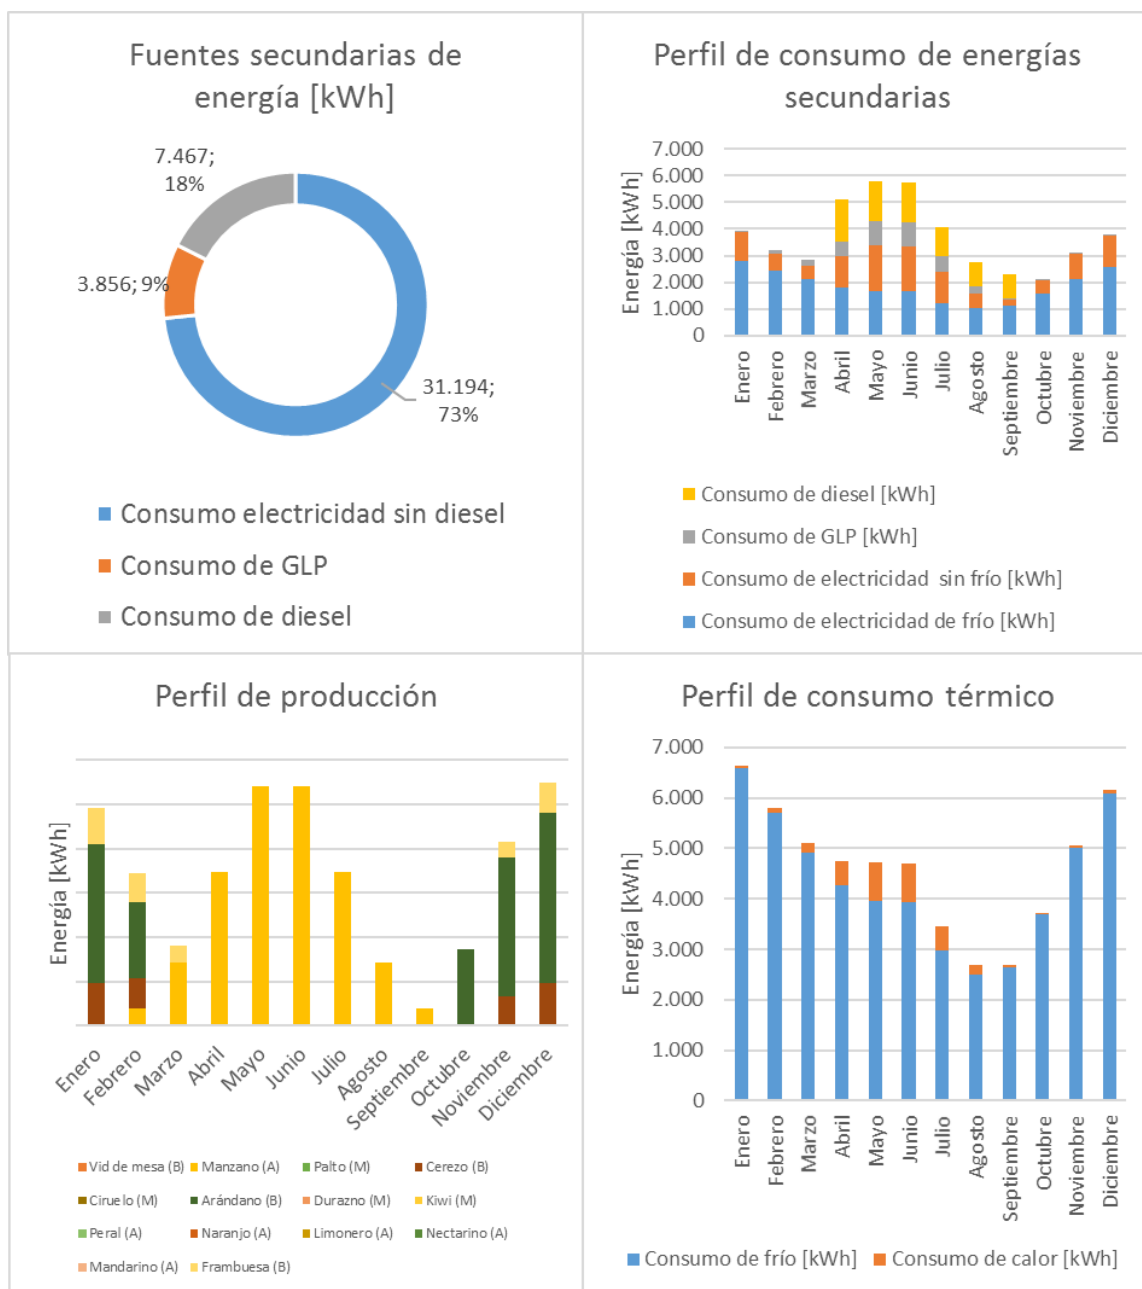 Fuentes secundarias de
energía [kWh]
7.467;
18%
3.856; 9%
31.194;
73%
Consumo electricidad sin diesel
Consumo de GLP
Consumo de diesel
Perfil de consumo de energías
secundarias
Energía [kWh]
7.000
6.000
5.000
4.000
3.000
2.000
1.000
0
Enero
Febrero
Marzo
Abril
Mayo
Junio
Julio
Agosto
Septiembre
Octubre
Noviembre
Diciembre
Consumo de diesel [kWh]
Consumo de GLP [kWh]
Consumo de electricidad sin frío [kWh]
Consumo de electricidad de frío [kWh]
Perfil de producción
Energía [kWh]
Enero
Febrero
Marzo
Abril
Mayo
Junio
Julio
Agosto
Septiembre
Octubre
Noviembre
Diciembre
Vid de mesa (B) Manzano (A) Palto (M) Cerezo (B)
Ciruelo (M) Arándano (B) Durazno (M) Kiwi (M)
Peral (A) Naranjo (A) Limonero (A) Nectarino (A)
Mandarino (A) Frambuesa (B)
Perfil de consumo térmico
Energía [kWh]
7.000
6.000
5.000
4.000
3.000
2.000
1.000
0
Enero
Febrero
Marzo
Abril
Mayo
Junio
Julio
Agosto
Septiembre
Octubre
Noviembre
Diciembre
Consumo de frío [kWh] Consumo de calor [kWh]